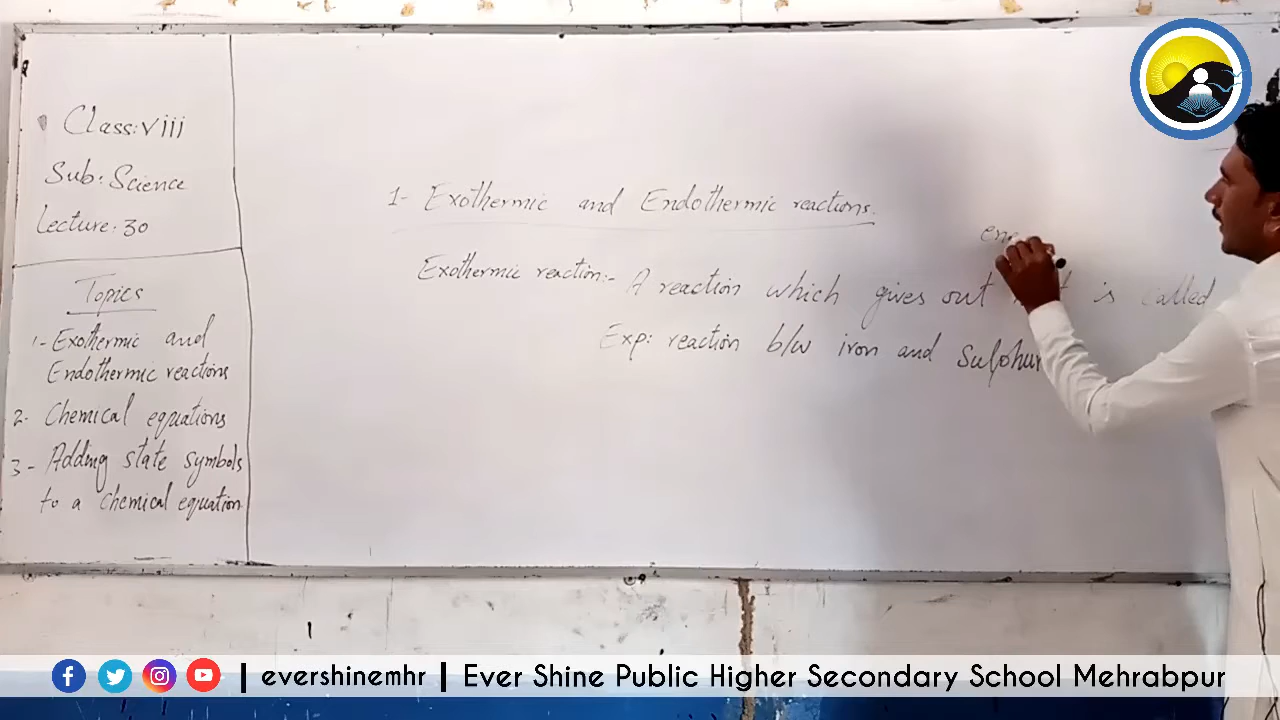 Class: viii
Sub: Science
Lecture: 30
Topics
1- Exothermic and
Endothermic reactions
2- Chemical equations
3- Adding state symbols
to a chemical equation
1- Exothermic and Endothermic reactions.
Exothermic reaction:- A reaction which gives out is called
Exp: reaction b/w iron and Sulphur
| evershinemhr | Ever Shine Public Higher Secondary School Mehrabpur